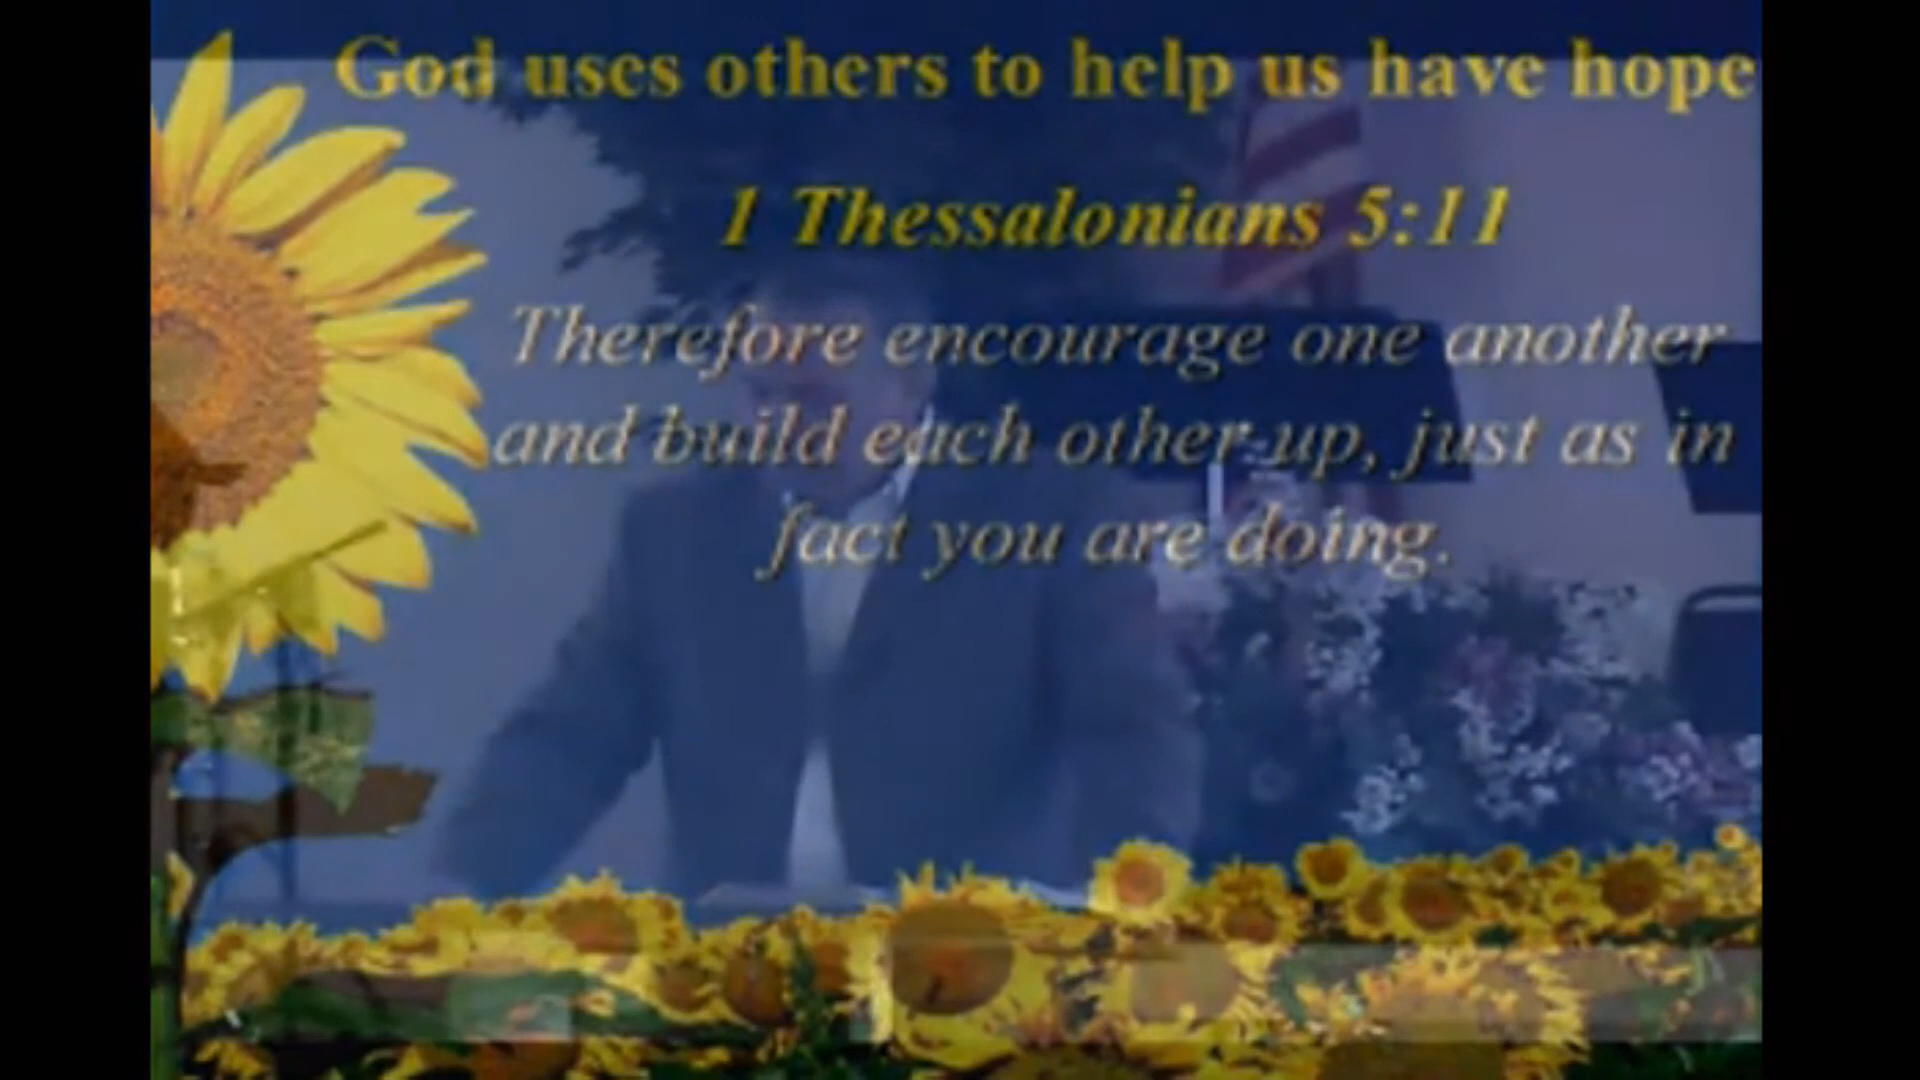 God uses others to help us have hope
1 Thessalonians 5:11
Therefore encourage one another
and build each other up, just as in
fact you are doing.